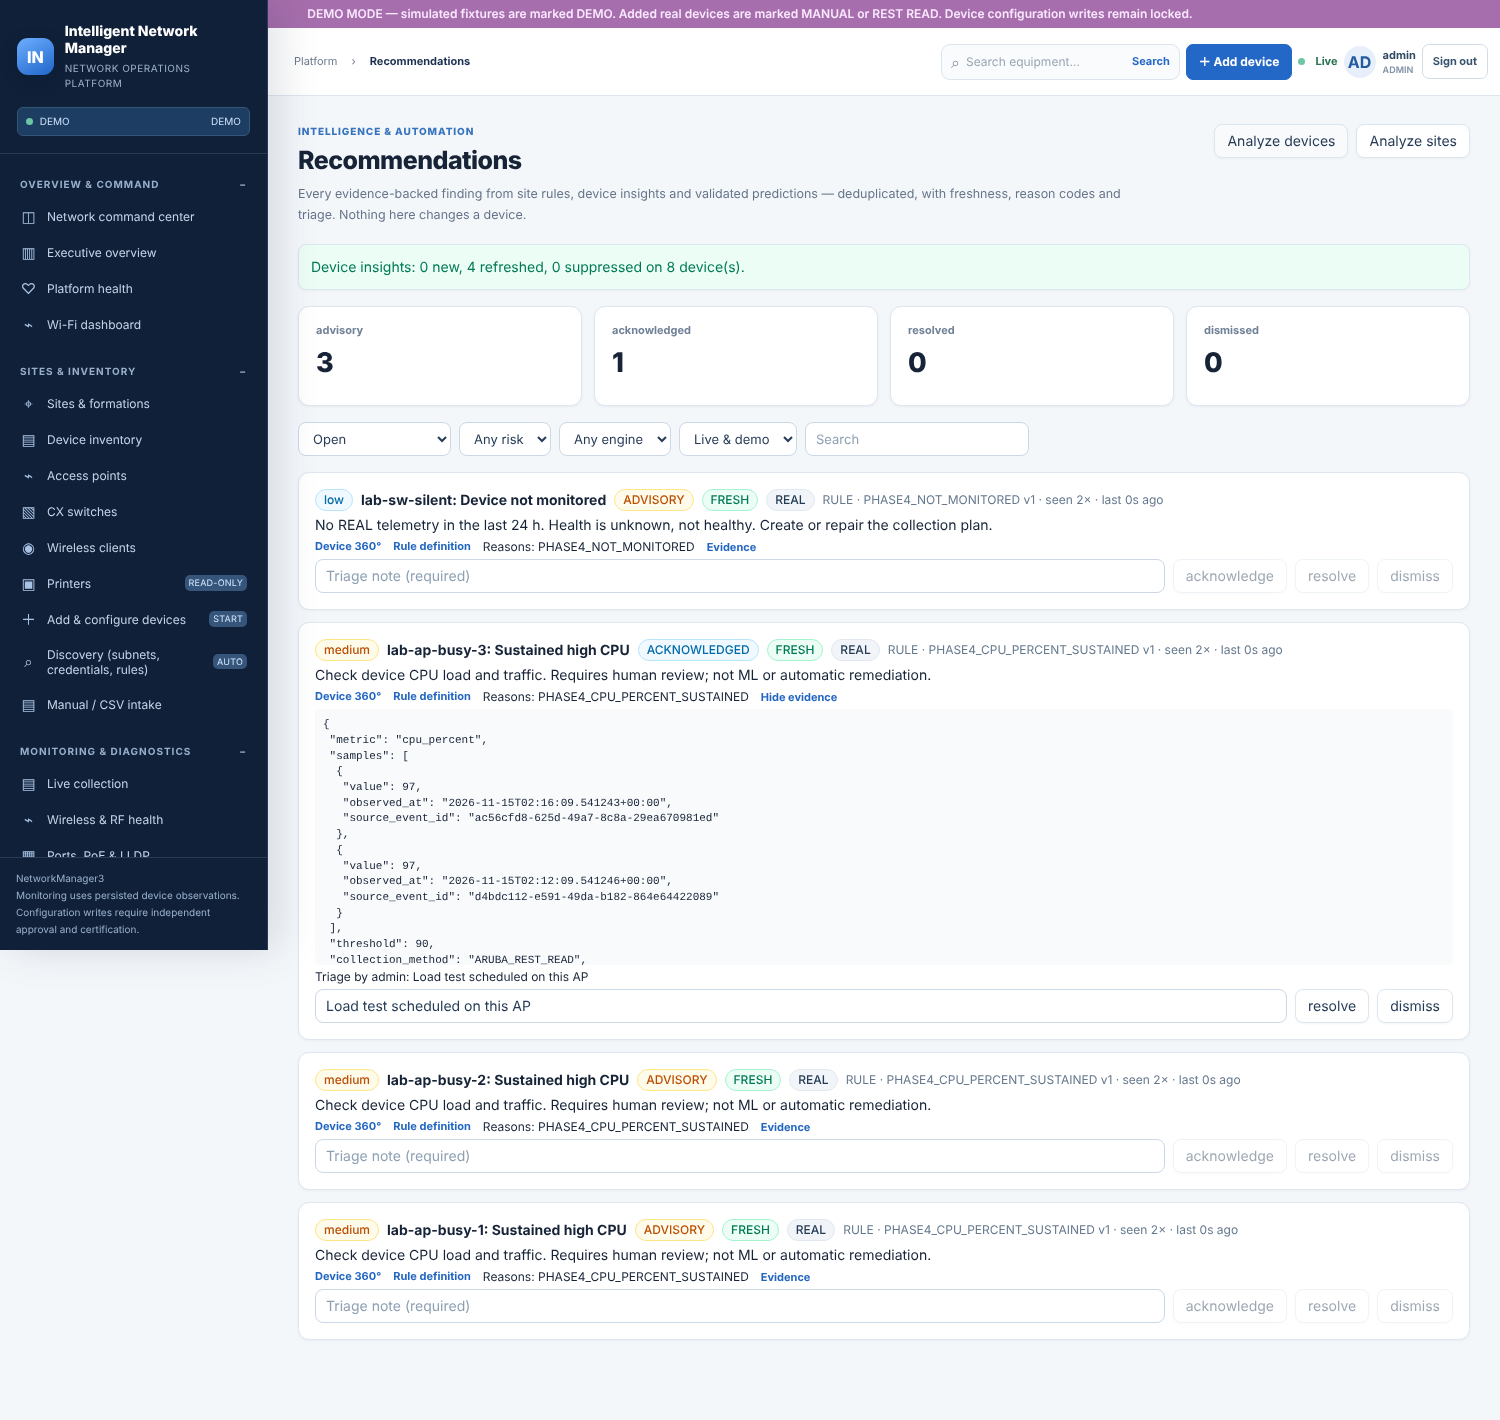 DEMO MODE — simulated fixtures are marked DEMO. Added real devices are marked MANUAL or REST READ. Device configuration writes remain locked.
IN
Intelligent Network
Manager
NETWORK OPERATIONS
PLATFORM
DEMO DEMO
OVERVIEW & COMMAND –
Network command center
Executive overview
Platform health
Wi-Fi dashboard
SITES & INVENTORY –
Sites & formations
Device inventory
Access points
CX switches
Wireless clients
Printers READ-ONLY
Add & configure devices START
Discovery (subnets,
credentials, rules) AUTO
Manual / CSV intake
MONITORING & DIAGNOSTICS –
Live collection
Wireless & RF health
Ports, PoE & LLDP
NetworkManager3
Monitoring uses persisted device observations.
Configuration writes require independent
approval and certification.
Platform › Recommendations
Search equipment... Search
+ Add device
Live
AD
admin
ADMIN
Sign out
INTELLIGENCE & AUTOMATION
Recommendations
Every evidence-backed finding from site rules, device insights and validated predictions — deduplicated, with freshness, reason codes and
triage. Nothing here changes a device.
Analyze devices Analyze sites
Device insights: 0 new, 4 refreshed, 0 suppressed on 8 device(s).
advisory
3
acknowledged
1
resolved
0
dismissed
0
Open Any risk Any engine Live & demo Search
low lab-sw-silent: Device not monitored ADVISORY FRESH REAL RULE · PHASE4_NOT_MONITORED v1 · seen 2× · last 0s ago
No REAL telemetry in the last 24 h. Health is unknown, not healthy. Create or repair the collection plan.
Device 360° Rule definition Reasons: PHASE4_NOT_MONITORED Evidence
Triage note (required) acknowledge resolve dismiss
medium lab-ap-busy-3: Sustained high CPU ACKNOWLEDGED FRESH REAL RULE · PHASE4_CPU_PERCENT_SUSTAINED v1 · seen 2× · last 0s ago
Check device CPU load and traffic. Requires human review; not ML or automatic remediation.
Device 360° Rule definition Reasons: PHASE4_CPU_PERCENT_SUSTAINED Hide evidence
{
"metric": "cpu_percent",
"samples": [
{
"value": 97,
"observed_at": "2026-11-15T02:16:09.541243+00:00",
"source_event_id": "ac56cfd8-625d-49a7-8c8a-29ea670981ed"
},
{
"value": 97,
"observed_at": "2026-11-15T02:12:09.541246+00:00",
"source_event_id": "d4bdc112-e591-49da-b182-864e64422089"
}
],
"threshold": 90,
"collection_method": "ARUBA_REST_READ",
Triage by admin: Load test scheduled on this AP
Load test scheduled on this AP resolve dismiss
medium lab-ap-busy-2: Sustained high CPU ADVISORY FRESH REAL RULE · PHASE4_CPU_PERCENT_SUSTAINED v1 · seen 2× · last 0s ago
Check device CPU load and traffic. Requires human review; not ML or automatic remediation.
Device 360° Rule definition Reasons: PHASE4_CPU_PERCENT_SUSTAINED Evidence
Triage note (required) acknowledge resolve dismiss
medium lab-ap-busy-1: Sustained high CPU ADVISORY FRESH REAL RULE · PHASE4_CPU_PERCENT_SUSTAINED v1 · seen 2× · last 0s ago
Check device CPU load and traffic. Requires human review; not ML or automatic remediation.
Device 360° Rule definition Reasons: PHASE4_CPU_PERCENT_SUSTAINED Evidence
Triage note (required) acknowledge resolve dismiss